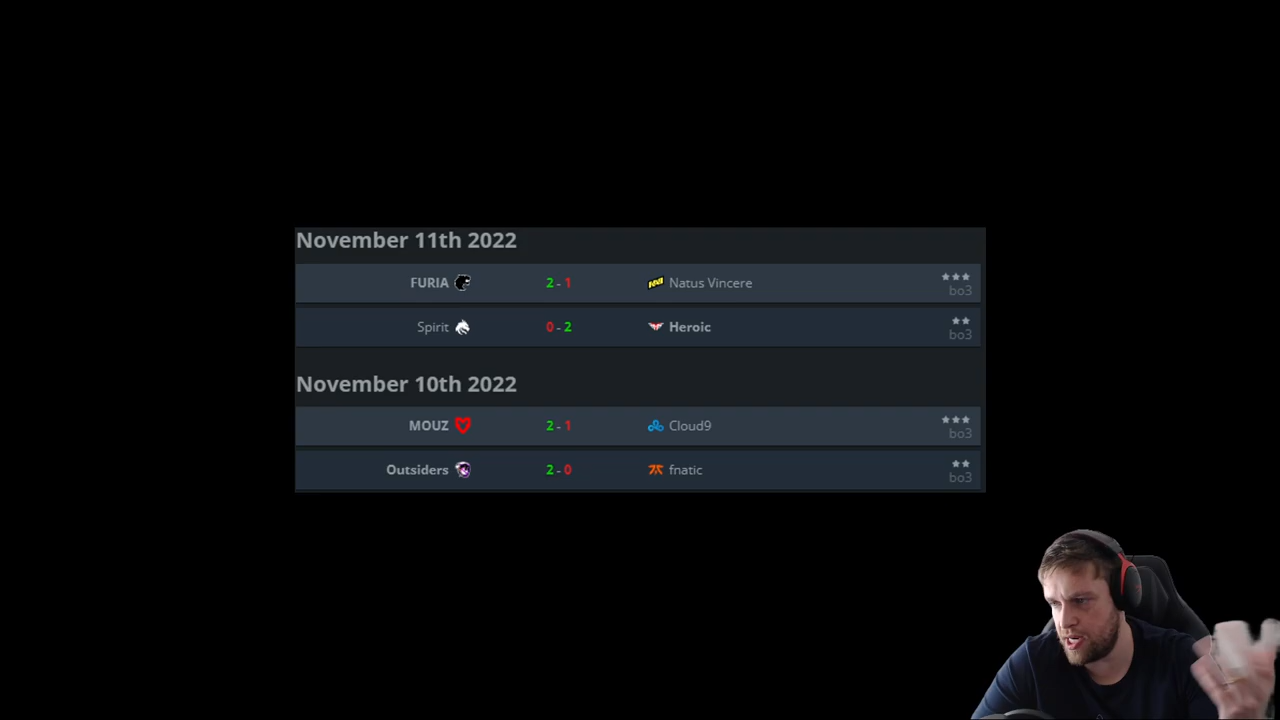 November 11th 2022
FURIA 2 - 1 Natus Vincere
bo3
Spirit 0 - 2 Heroic
bo3
November 10th 2022
MOUZ 2 - 1 Cloud9
bo3
Outsiders 2 - 0 fnatic
bo3